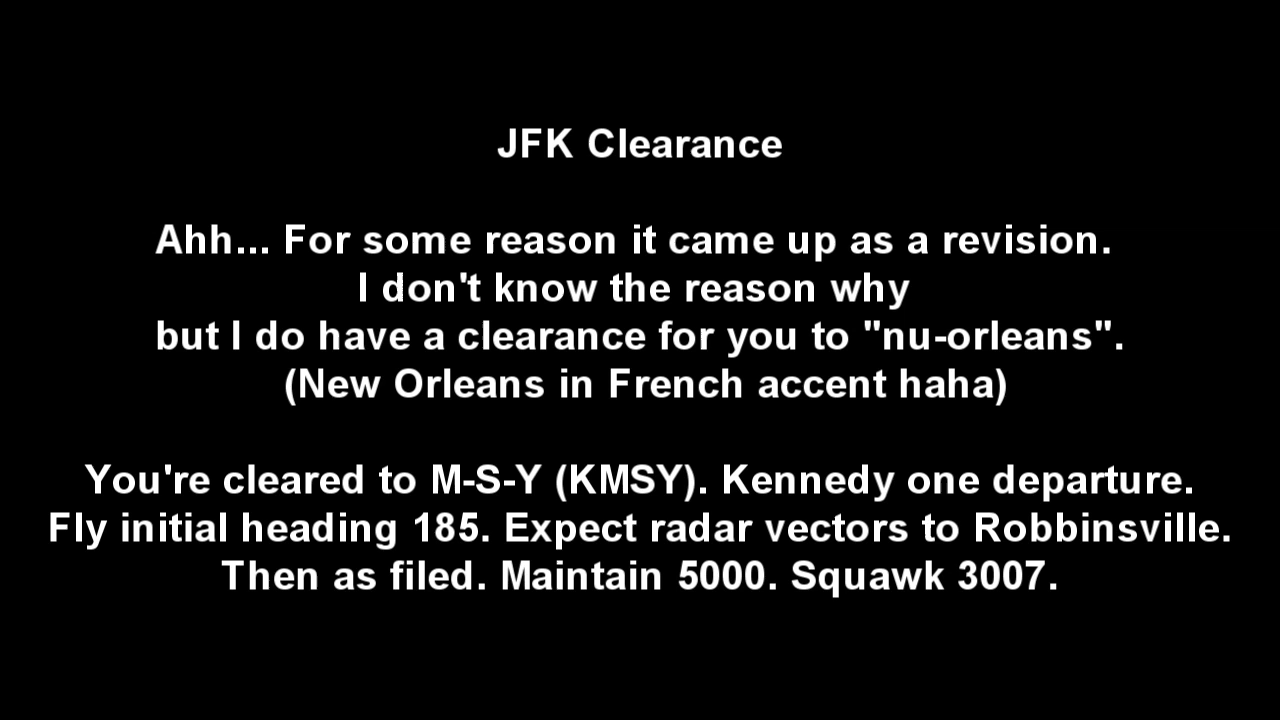 JFK Clearance
Ahh... For some reason it came up as a revision.
I don't know the reason why
but I do have a clearance for you to "nu-orleans".
(New Orleans in French accent haha)
You're cleared to M-S-Y (KMSY). Kennedy one departure.
Fly initial heading 185. Expect radar vectors to Robbinsville.
Then as filed. Maintain 5000. Squawk 3007.